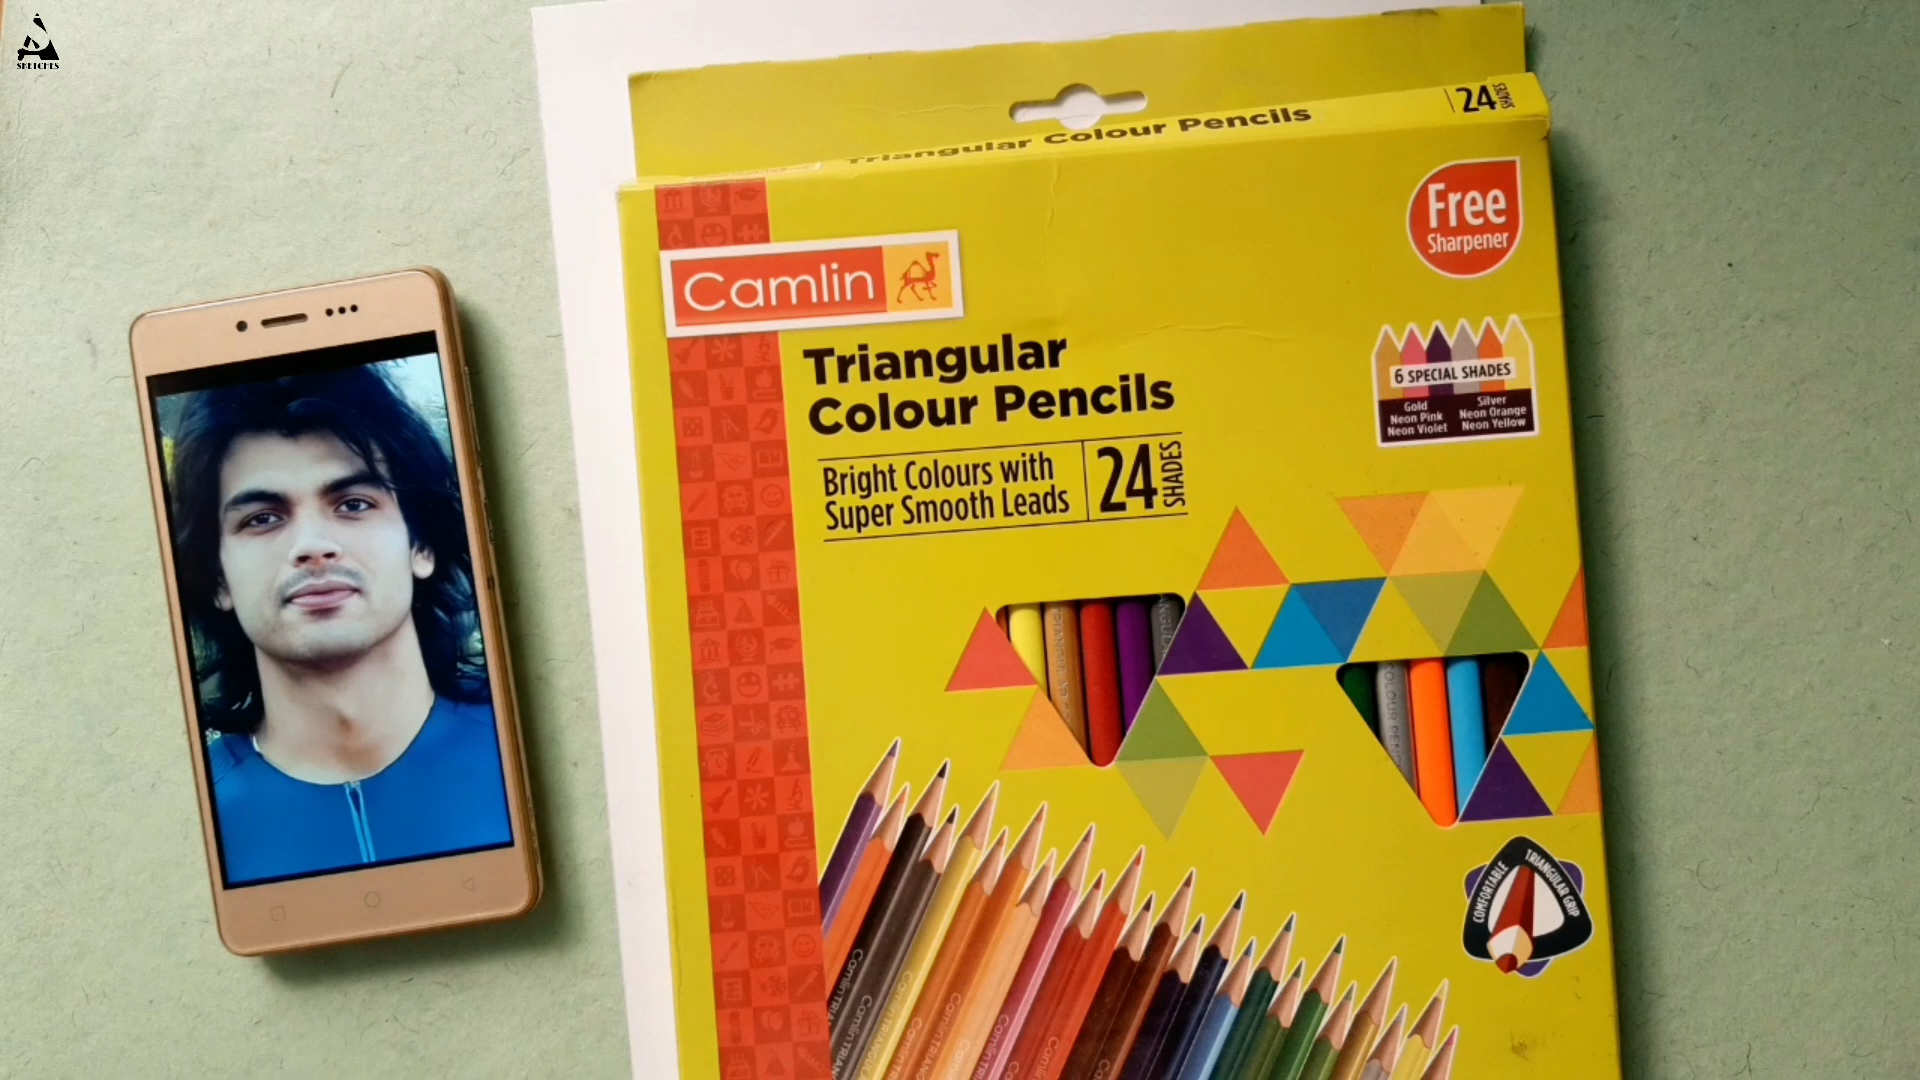 SKETCHES
Triangular Colour Pencils
24 SHADES
Free
Sharpener
Camlin
Triangular
Colour Pencils
Bright Colours with
Super Smooth Leads
24 SHADES
6 SPECIAL SHADES
Gold
Neon Pink
Neon Violet
Silver
Neon Orange
Neon Yellow
COMFORTABLE
TRIANGULAR GRIP